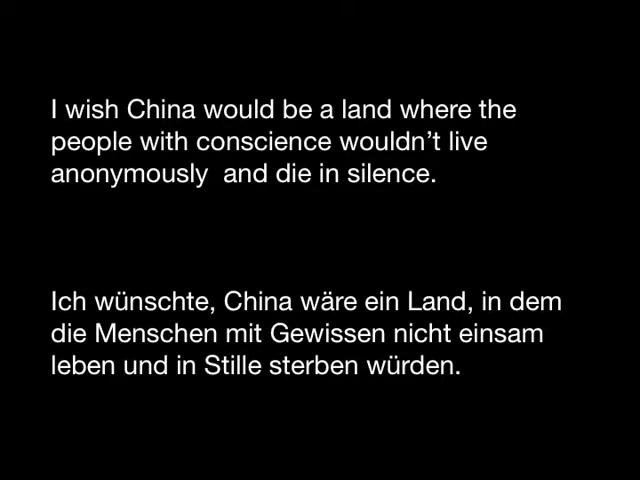 I wish China would be a land where the
people with conscience wouldn’t live
anonymously  and die in silence.
Ich wünschte, China wäre ein Land, in dem
die Menschen mit Gewissen nicht einsam
leben und in Stille sterben würden.